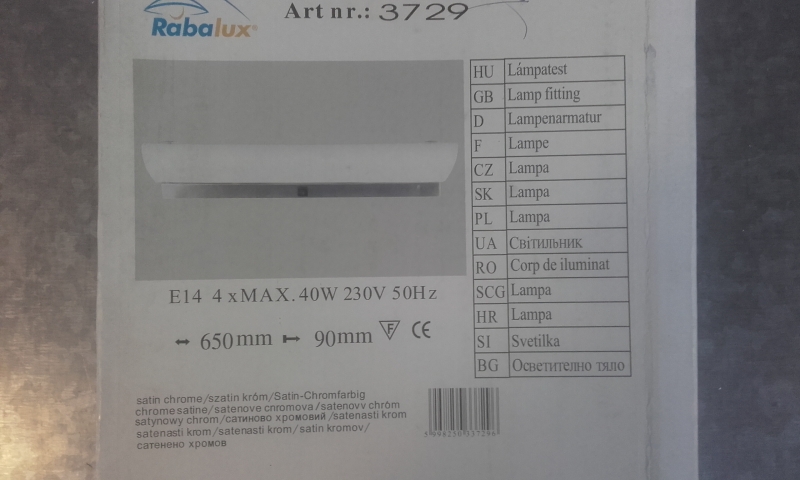 Rabalux®
Art nr.: 3729
HU Lámpatest
GB Lamp fitting
D Lampenarmatur
F Lampe
CZ Lampa
SK Lampa
PL Lampa
UA Світильник
RO Corp de iluminat
SCG Lampa
HR Lampa
SI Svetilka
BG Осветително тяло
E14 4 xMAX. 40W 230V 50Hz
650mm 90mm F CE
satin chrome/szatin króm/Satin-Chromfarbig
chrome satine/satenove cnromova/satenovv chróm
satynowy chrom/сатиново хромовий/satenasti krom
satenasti krom/satenasti krom/satin kromov/
сатенено хромов